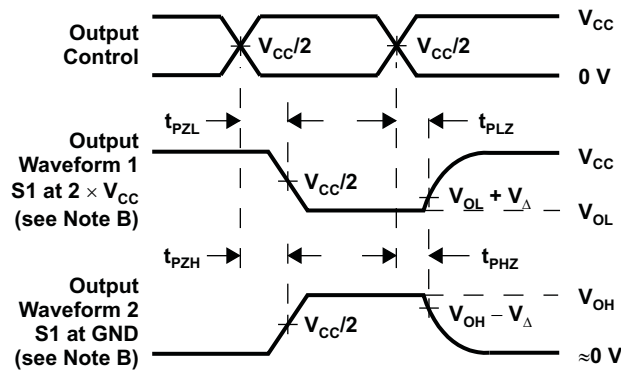 Output
Control
V_CC/2
V_CC/2
V_CC
0 V
t_PZL
t_PLZ
Output
Waveform 1
S1 at 2 × V_CC
(see Note B)
V_CC/2
V_OL + V_Δ
V_CC
V_OL
t_PZH
t_PHZ
Output
Waveform 2
S1 at GND
(see Note B)
V_CC/2
V_OH − V_Δ
V_OH
≈0 V